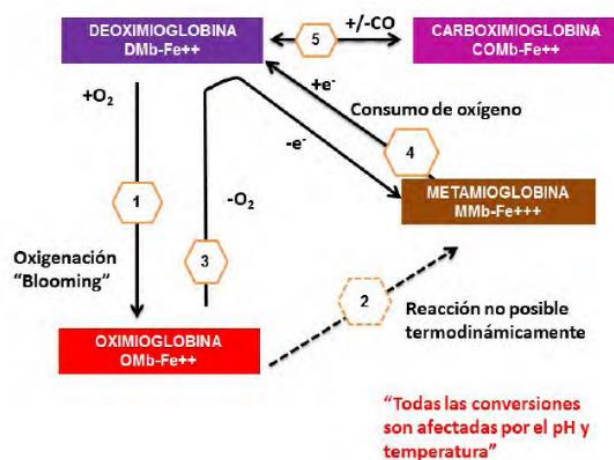 DEOXIMIOGLOBINA
DMb-Fe++
+/-CO
5
CARBOXIMIOGLOBINA
COMb-Fe++
+O2
+e-
Consumo de oxígeno
-e-
4
1
METAMIOGLOBINA
MMb-Fe+++
-O2
3
Oxigenación
"Blooming"
2
Reacción no posible
termodinámicamente
OXIMIOGLOBINA
OMb-Fe++
"Todas las conversiones
son afectadas por el pH y
temperatura"